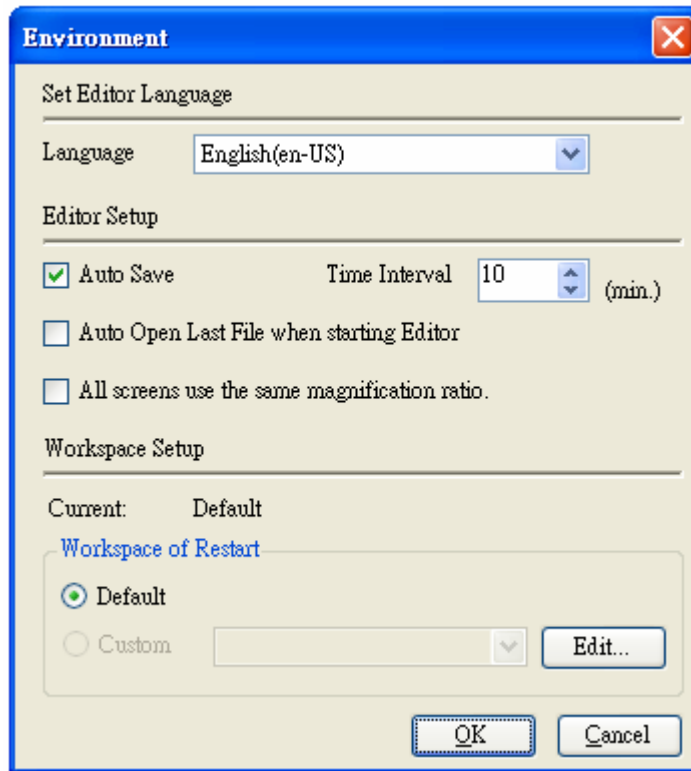 Environment
Set Editor Language
Language English(en-US)
Editor Setup
Auto Save Time Interval 10 (min.)
Auto Open Last File when starting Editor
All screens use the same magnification ratio.
Workspace Setup
Current: Default
Workspace of Restart
Default
Custom Edit...
OK Cancel